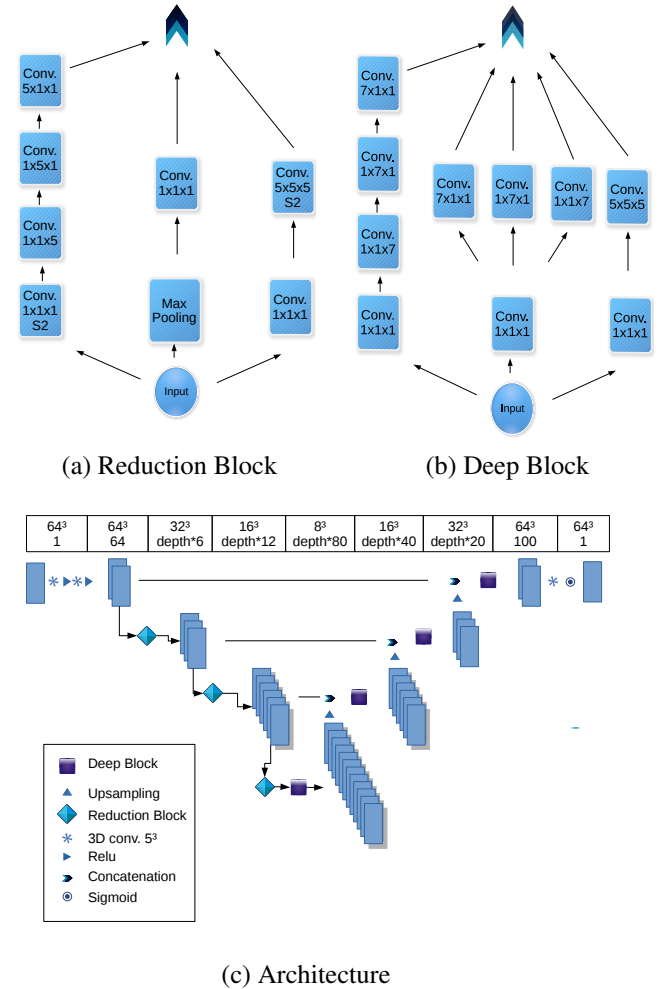 Conv.
5x1x1
Conv.
1x5x1
Conv.
1x1x5
Conv.
1x1x1
S2
Conv.
1x1x1
Max
Pooling
Conv.
5x5x5
S2
Conv.
1x1x1
Input
(a) Reduction Block
Conv.
7x1x1
Conv.
1x7x1
Conv.
1x1x7
Conv.
1x1x1
Conv.
7x1x1
Conv.
1x7x1
Conv.
1x1x7
Conv.
5x5x5
Conv.
1x1x1
Conv.
1x1x1
Input
(b) Deep Block
64³ 64³ 32³ 16³ 8³ 16³ 32³ 64³ 64³
1 64 depth*6 depth*12 depth*80 depth*40 depth*20 100 1
Deep Block
Upsampling
Reduction Block
3D conv. 5³
Relu
Concatenation
Sigmoid
(c) Architecture